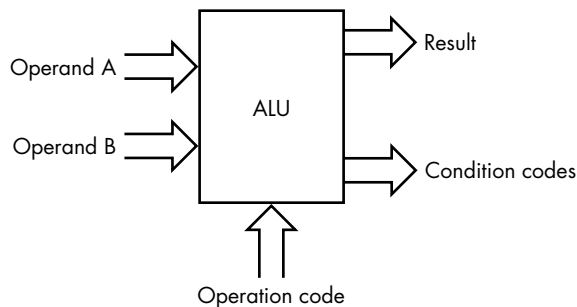 Operand A
Operand B
ALU
Result
Condition codes
Operation code